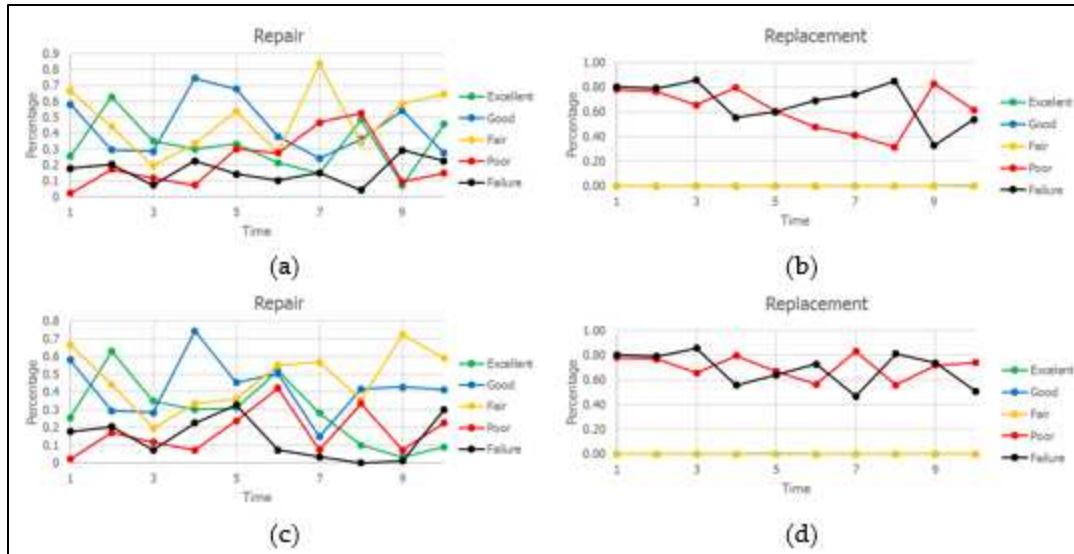 Repair
Percentage
0.9
0.8
0.7
0.6
0.5
0.4
0.3
0.2
0.1
0
1 3 5 7 9
Time
Excellent
Good
Fair
Poor
Failure
(a)
Replacement
Percentage
1.00
0.80
0.60
0.40
0.20
0.00
1 3 5 7 9
Time
Excellent
Good
Fair
Poor
Failure
(b)
Repair
Percentage
0.8
0.7
0.6
0.5
0.4
0.3
0.2
0.1
0
1 3 5 7 9
Time
Excellent
Good
Fair
Poor
Failure
(c)
Replacement
Percentage
1.00
0.80
0.60
0.40
0.20
0.00
1 3 5 7 9
Time
Excellent
Good
Fair
Poor
Failure
(d)